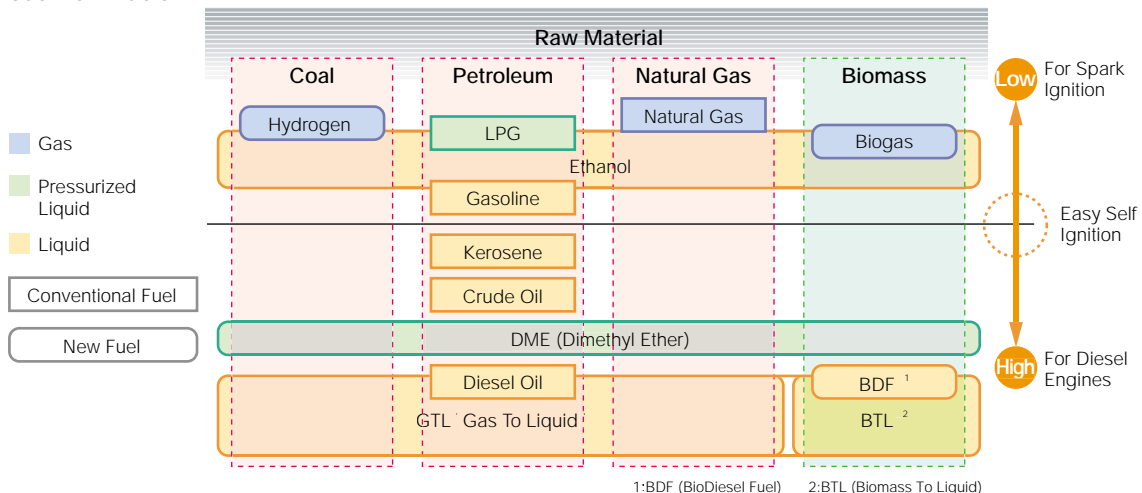 Raw Material
Coal
Petroleum
Natural Gas
Biomass
Low
For Spark
Ignition
Hydrogen
LPG
Natural Gas
Biogas
Gas
Ethanol
Pressurized
Liquid
Gasoline
Easy Self
Ignition
Liquid
Kerosene
Conventional Fuel
Crude Oil
New Fuel
DME (Dimethyl Ether)
High
For Diesel
Engines
Diesel Oil
BDF 1
GTL Gas To Liquid
BTL 2
1:BDF (BioDiesel Fuel)
2:BTL (Biomass To Liquid)